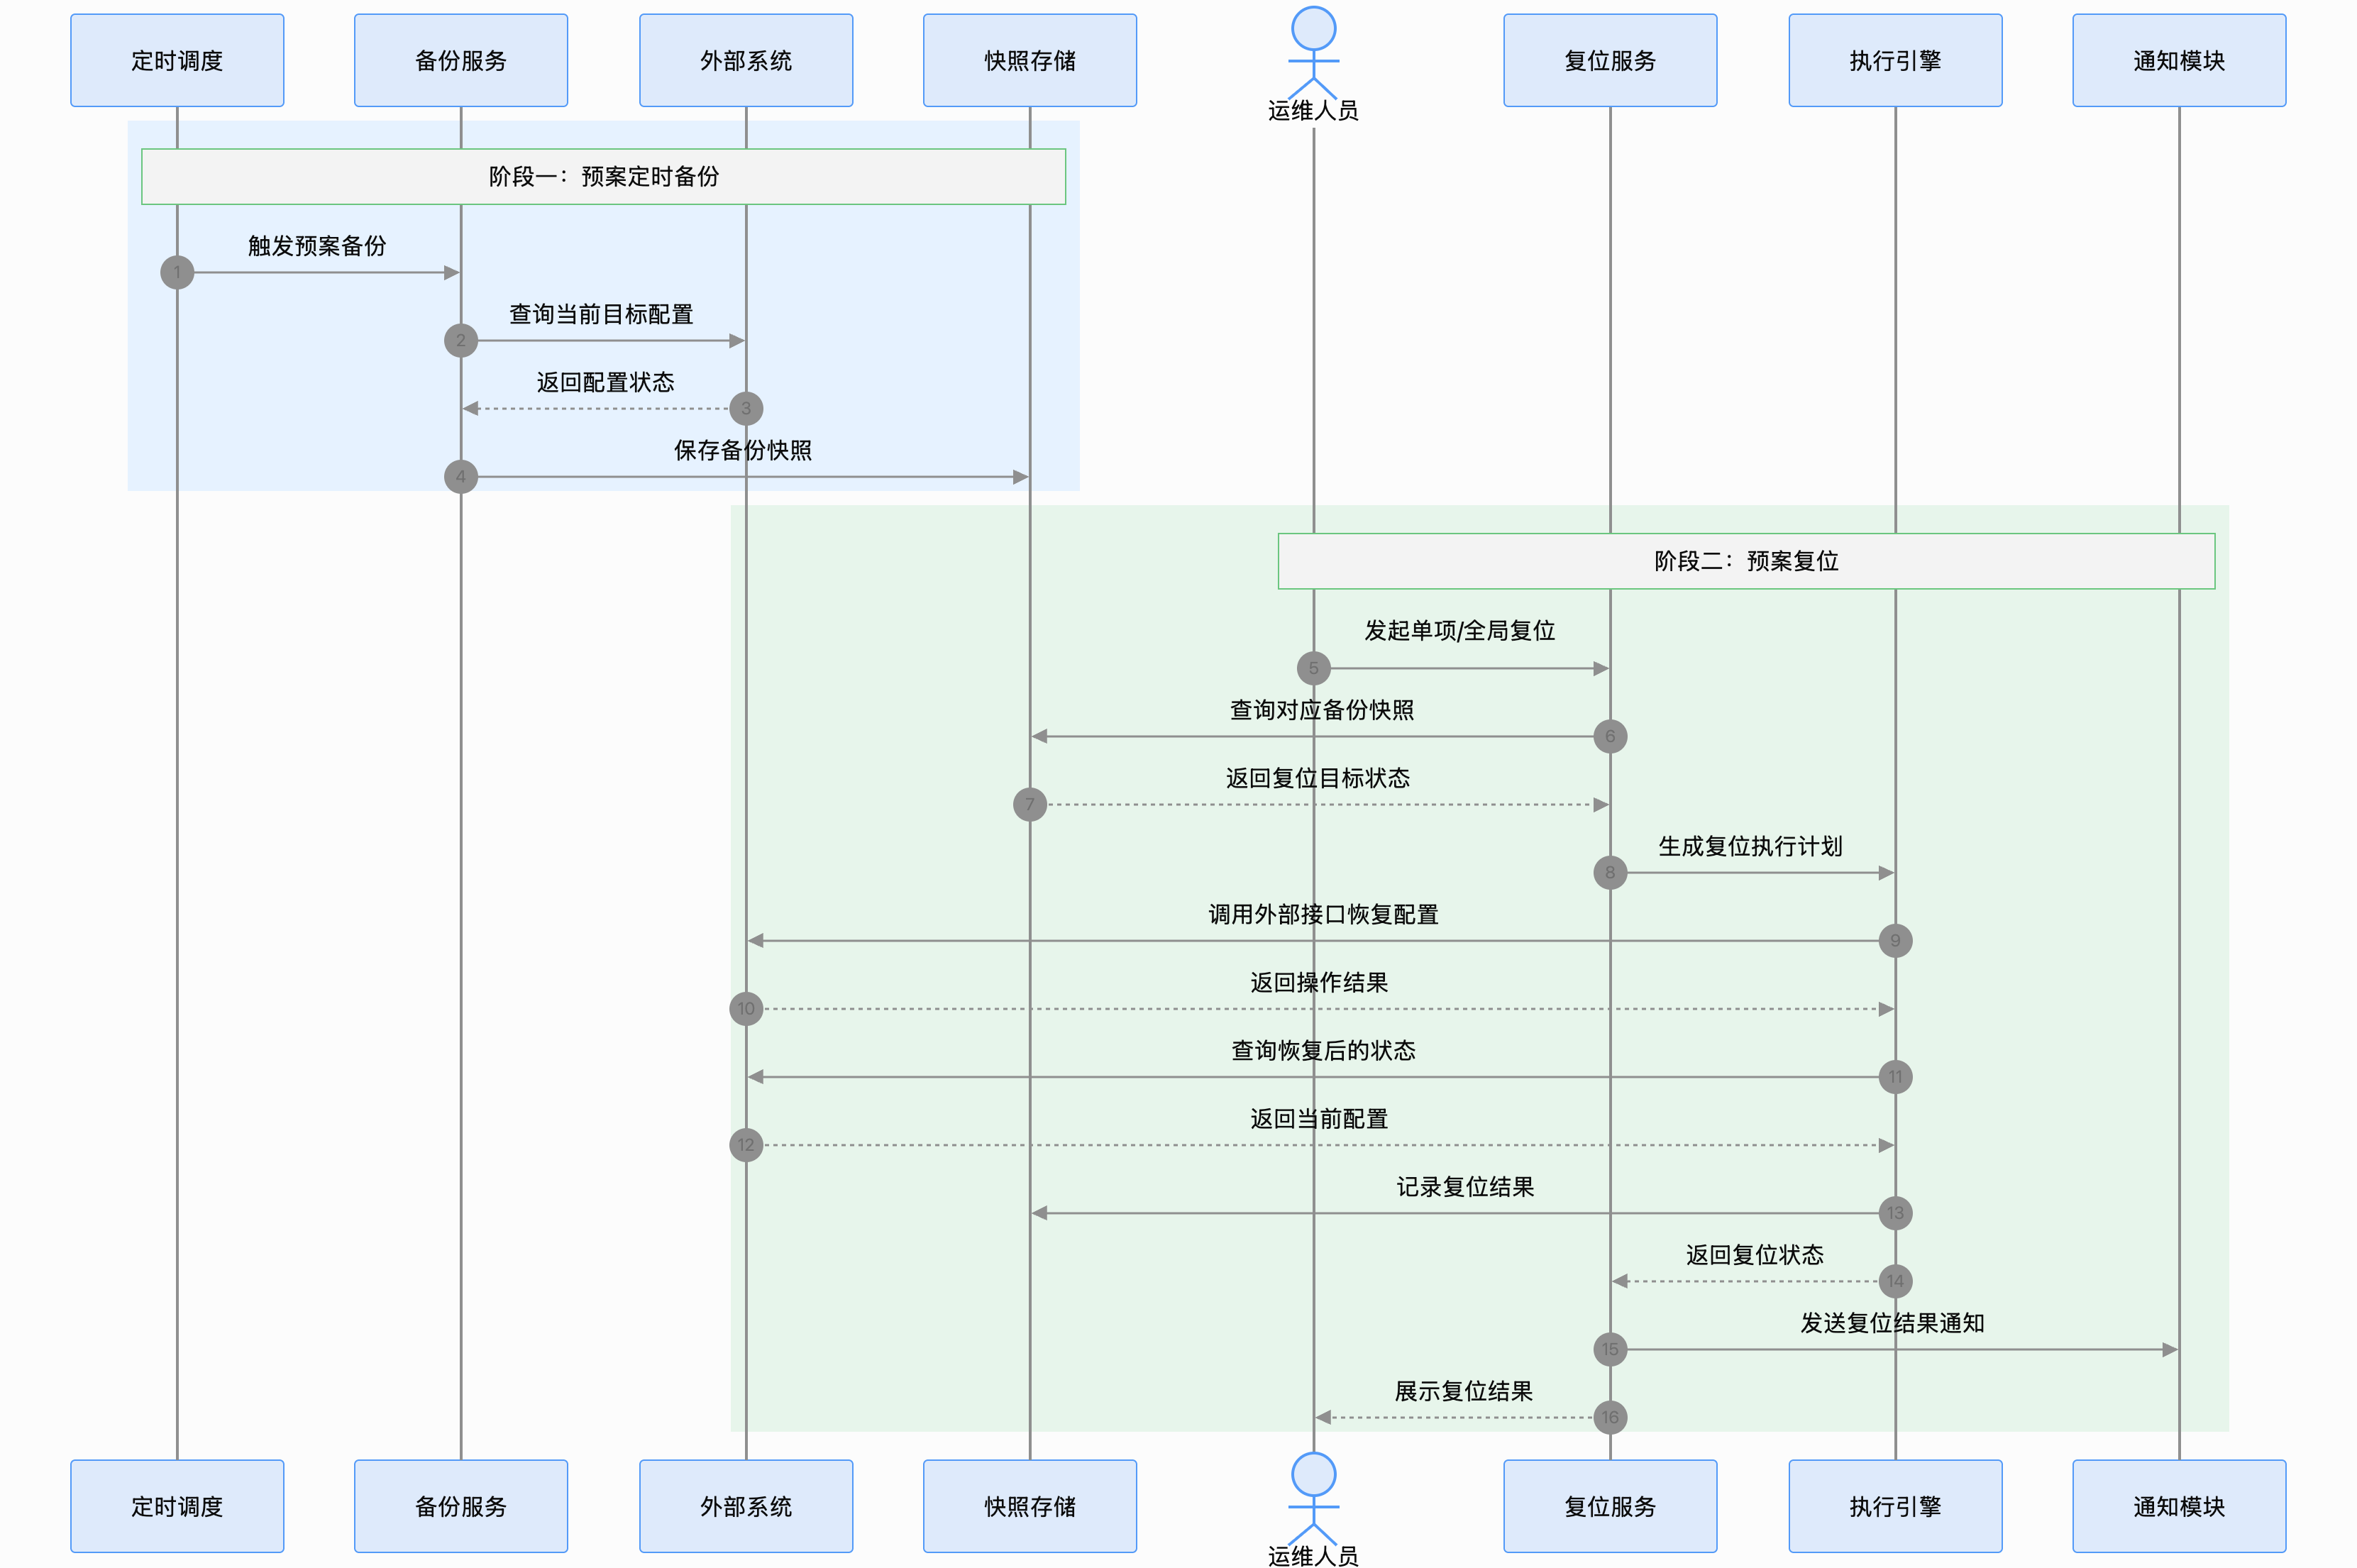 定时调度
备份服务
外部系统
快照存储
运维人员
复位服务
执行引擎
通知模块
阶段一：预案定时备份
触发预案备份
1
查询当前目标配置
2
返回配置状态
3
保存备份快照
4
阶段二：预案复位
发起单项/全局复位
5
查询对应备份快照
6
返回复位目标状态
7
生成复位执行计划
8
调用外部接口恢复配置
9
返回操作结果
10
查询恢复后的状态
11
返回当前配置
12
记录复位结果
13
返回复位状态
14
发送复位结果通知
15
展示复位结果
16
定时调度
备份服务
外部系统
快照存储
运维人员
复位服务
执行引擎
通知模块